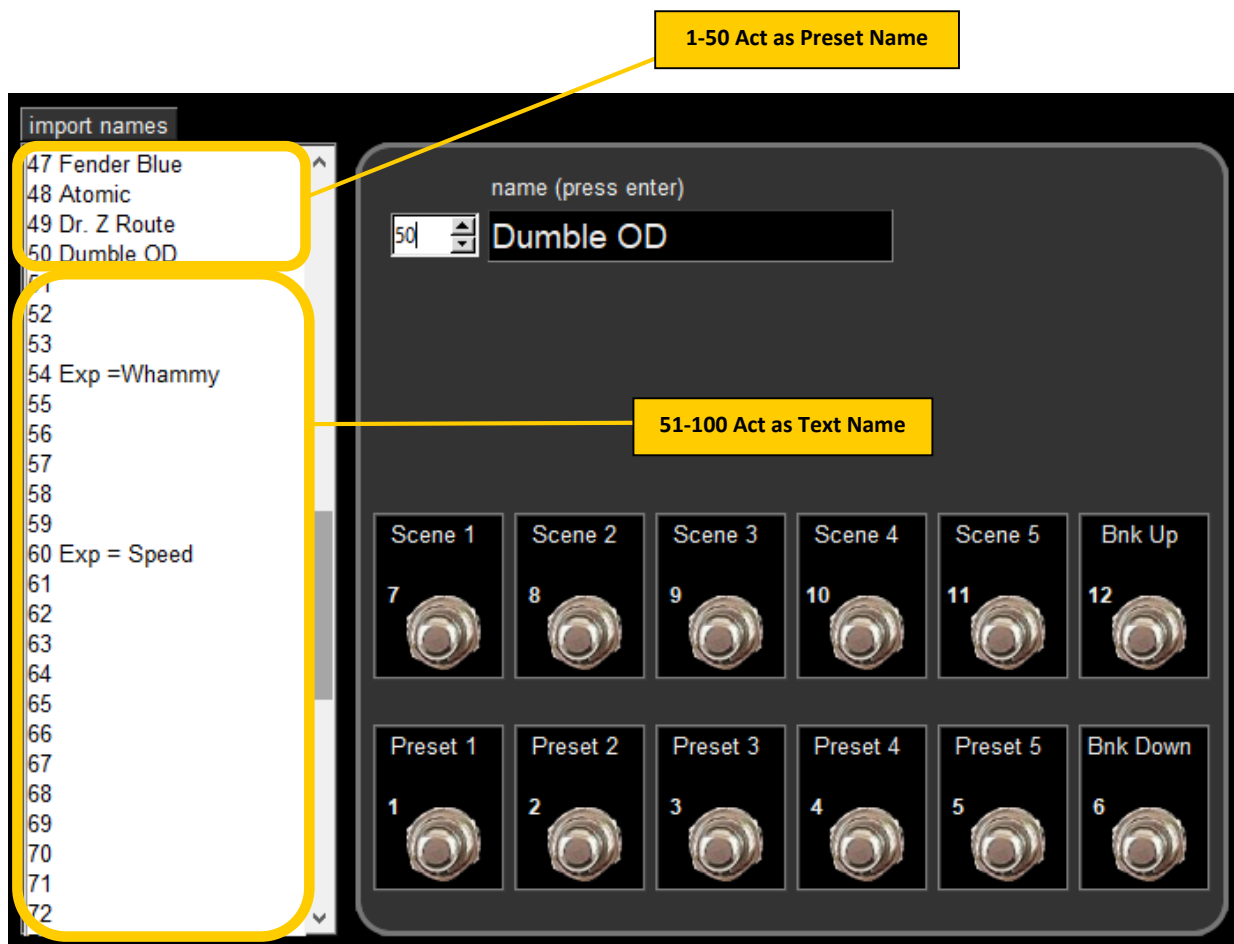 1-50 Act as Preset Name
import names
47 Fender Blue
48 Atomic
49 Dr. Z Route
50 Dumble OD
51
52
53
54 Exp =Whammy
55
56
57
58
59
60 Exp = Speed
61
62
63
64
65
66
67
68
69
70
71
72
name (press enter)
50 Dumble OD
51-100 Act as Text Name
Scene 1 Scene 2 Scene 3 Scene 4 Scene 5 Bnk Up
7 8 9 10 11 12
Preset 1 Preset 2 Preset 3 Preset 4 Preset 5 Bnk Down
1 2 3 4 5 6